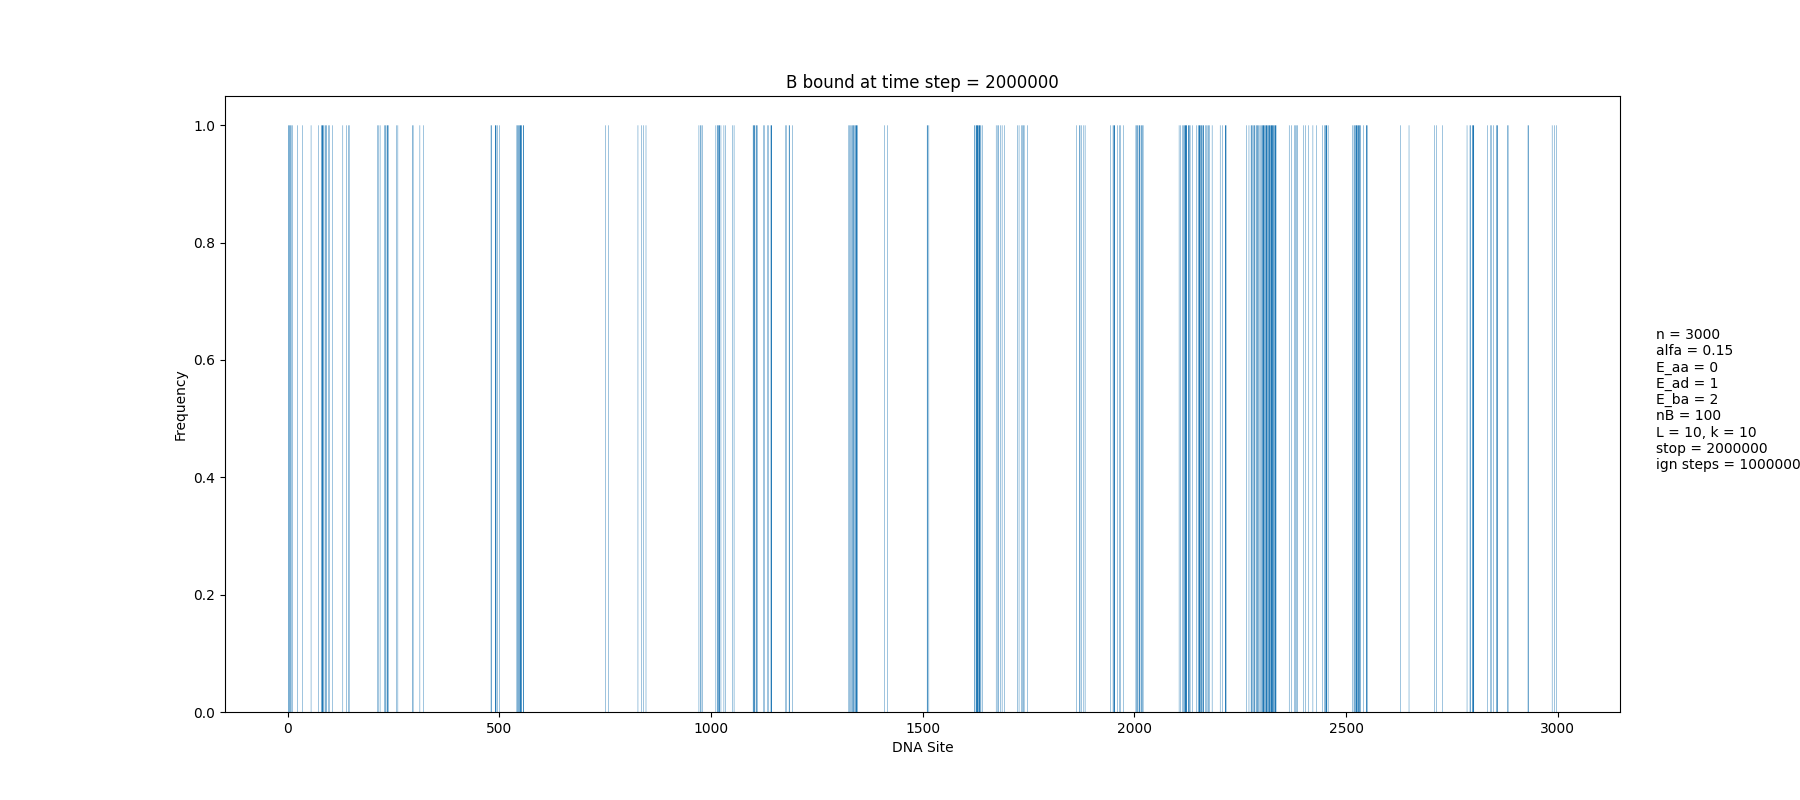 B bound at time step = 2000000
1.0
0.8
0.6
0.4
0.2
0.0
Frequency
0 500 1000 1500 2000 2500 3000
DNA Site
n = 3000
alfa = 0.15
E_aa = 0
E_ad = 1
E_ba = 2
nB = 100
L = 10, k = 10
stop = 2000000
ign steps = 1000000